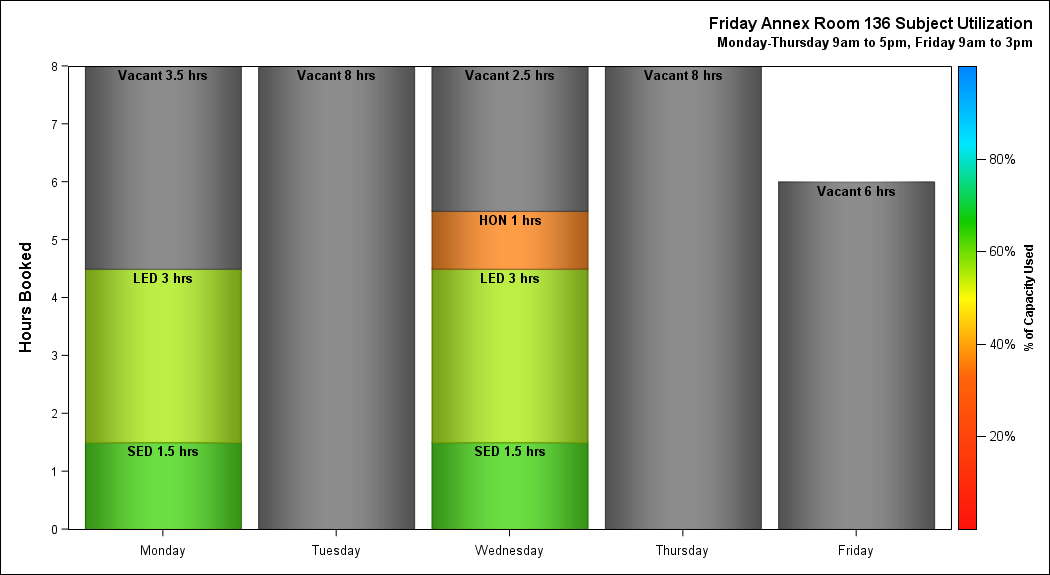 Friday Annex Room 136 Subject Utilization
Monday-Thursday 9am to 5pm, Friday 9am to 3pm
Hours Booked
8
7
6
5
4
3
2
1
0
Vacant 3.5 hrs
LED 3 hrs
SED 1.5 hrs
Vacant 8 hrs
Vacant 2.5 hrs
HON 1 hrs
LED 3 hrs
SED 1.5 hrs
Vacant 8 hrs
Vacant 6 hrs
Monday
Tuesday
Wednesday
Thursday
Friday
80%
60%
40%
20%
% of Capacity Used